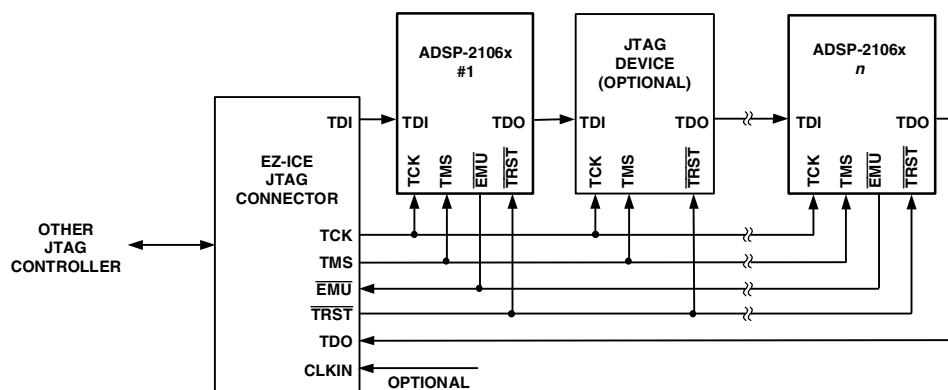 ADSP-2106x
#1
JTAG
DEVICE
(OPTIONAL)
ADSP-2106x
n
TDI
TDI
TDO
TDI
TDO
TDI
TDO
TCK
TMS
EMU
TRST
TCK
TMS
TRST
TCK
TMS
EMU
TRST
EZ-ICE
JTAG
CONNECTOR
OTHER
JTAG
CONTROLLER
TCK
TMS
EMU
TRST
TDO
CLKIN
OPTIONAL